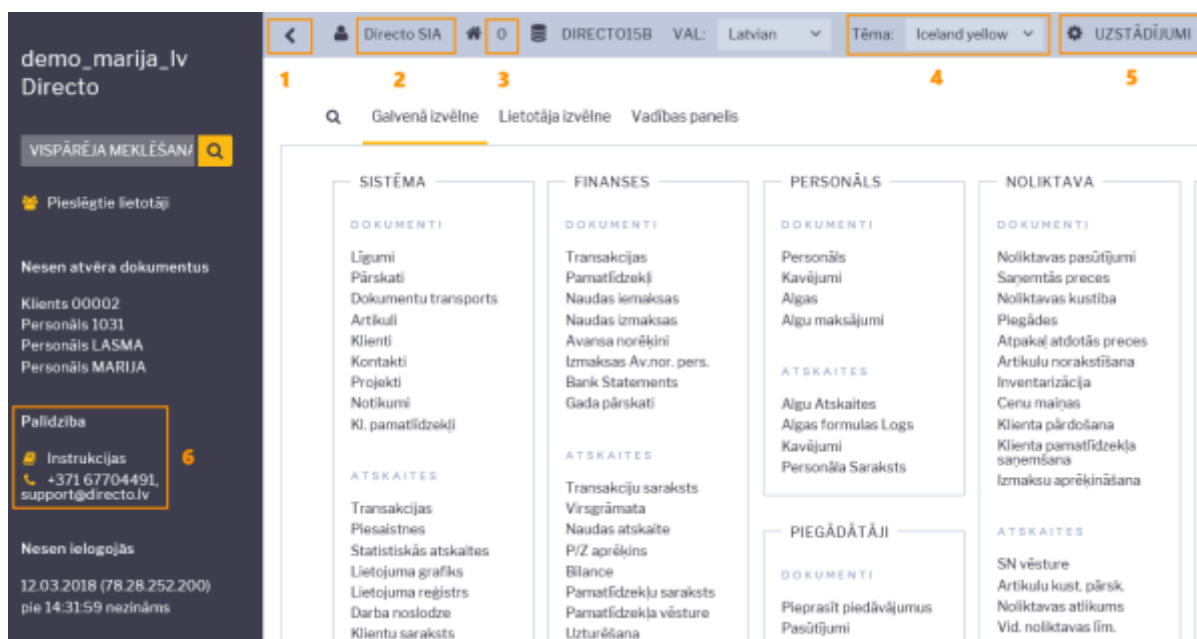 demo_marija_lv
Directo
VISPĀRĒJA MEKLĒŠANA
Pieslēgtie lietotāji
Nesen atvēra dokumentus
Klients 00002
Personāls 1031
Personāls LASMA
Personāls MARIJA
Palīdzība
Instrukcijas
+371 67704491,
support@directo.lv
6
Nesen ielogojās
12.03.2018 (78.28.252.200)
pie 14:31:59 nezināms
Directo SIA 0 DIRECTO15B VAL: Latvian Tēma: Iceland yellow UZSTĀDĪJUMI
1 2 3 4 5
Galvenā izvēlne Lietotāja izvēlne Vadības panelis
SISTĒMA
DOKUMENTI
Līgumi
Pārskati
Dokumentu transports
Artikuli
Klienti
Kontakti
Projekti
Notikumi
Kl. pamatlīdzekļi
ATSKAITES
Transakcijas
Piesaistnes
Statistiskās atskaites
Lietojuma grafiks
Lietojuma reģistrs
Darba noslodze
Klientu saraksts
FINANSES
DOKUMENTI
Transakcijas
Pamatlīdzekļi
Naudas iemaksas
Naudas izmaksas
Avansa norēķini
Izmaksas Av.nor. pers.
Bank Statements
Gada pārskati
ATSKAITES
Transakciju saraksts
Virsgrāmata
Naudas atskaite
P/Z aprēķins
Bilance
Pamatlīdzekļu saraksts
Pamatlīdzekļa vēsture
Uzturēšana
PERSONĀLS
DOKUMENTI
Personāls
Kavējumi
Algas
Algu maksājumi
ATSKAITES
Algu Atskaites
Algas formulas Logs
Kavējumi
Personāla Saraksts
PIEGĀDĀTĀJI
DOKUMENTI
Pieprasīt piedāvājumus
Pasūtījumi
NOLIKTAVA
DOKUMENTI
Noliktavas pasūtījumi
Saņemtās preces
Noliktavas kustība
Piegādes
Atpakaļ atdotās preces
Artikulu norakstīšana
Inventarizācija
Cenu maiņas
Klienta pārdošana
Klienta pamatlīdzekļa
saņemšana
Izmaksu aprēķināšana
ATSKAITES
SN vēsture
Artikulu kust. pārsk.
Noliktavas atlikums
Vid. noliktavas līm.